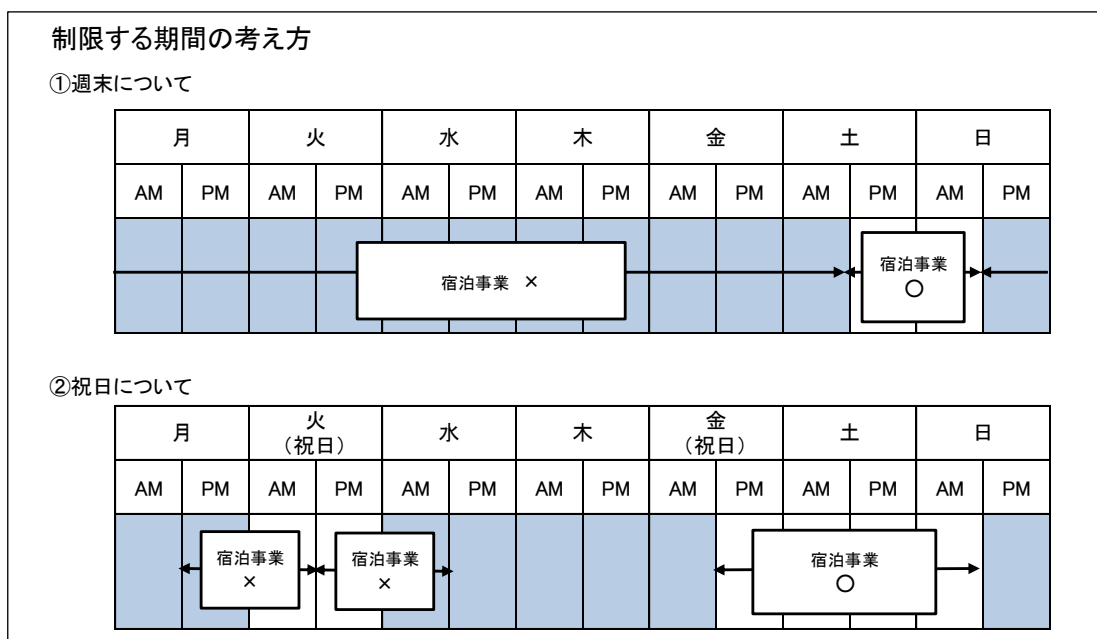 制限する期間の考え方
①週末について
月 火 水 木 金 土 日
AM PM AM PM AM PM AM PM AM PM AM PM AM PM
宿泊事業 ×
宿泊事業
○
②祝日について
月 火 水 木 金 土 日
（祝日） （祝日）
AM PM AM PM AM PM AM PM AM PM AM PM AM PM
宿泊事業
×
宿泊事業
×
宿泊事業
○